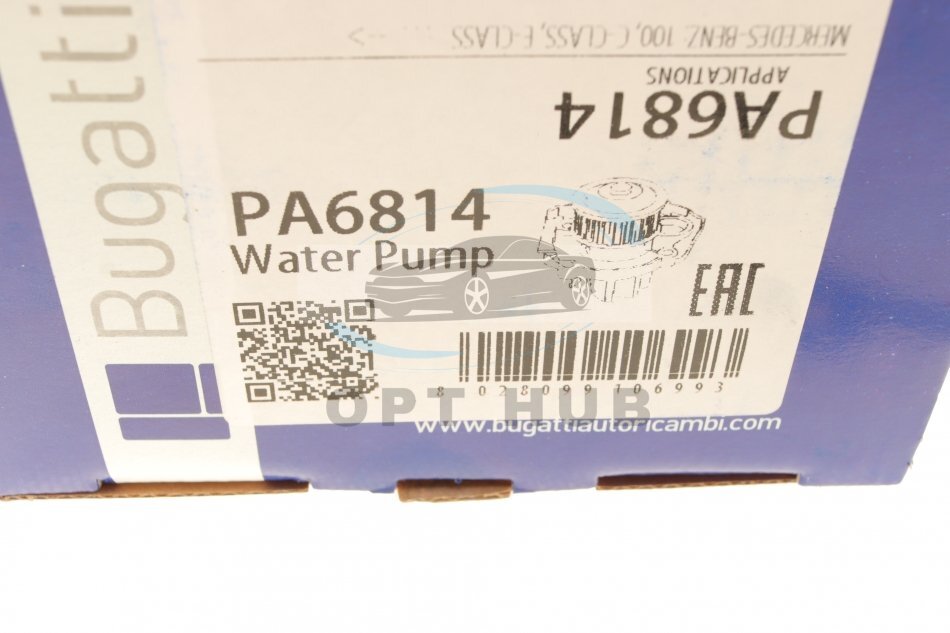 Bugatti
MERCEDES-BENZ: 100, C-CLASS, E-CLASS ... -- ... -->
APPLICATIONS
PA6814
PA6814
Water Pump
EAC
8 028099 106993
OPT HUB
www.bugattiautoricambi.com